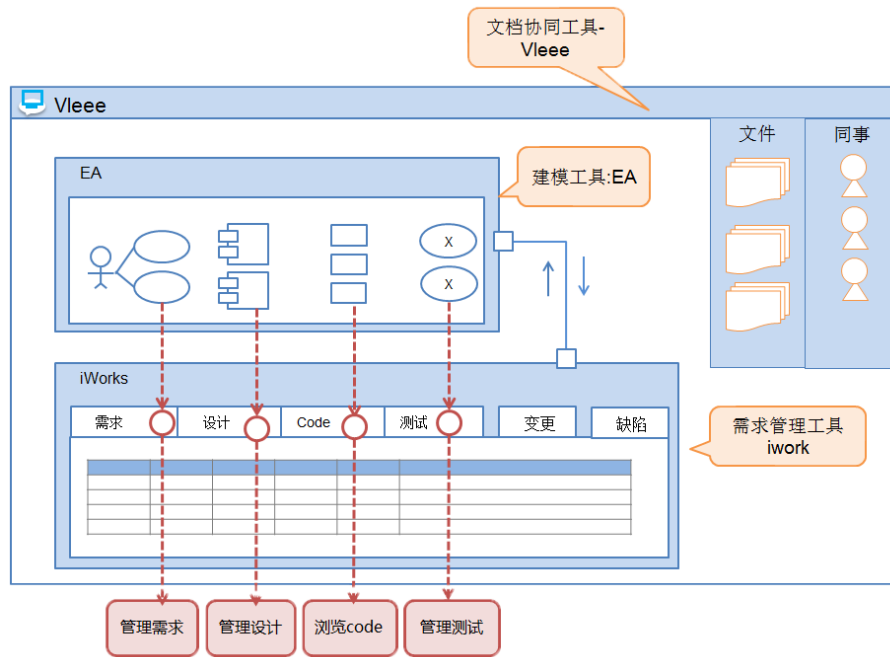 文档协同工具-
Vleee
Vleee
文件
同事
EA
建模工具:EA
X
X
iWorks
需求
设计
Code
测试
变更
缺陷
需求管理工具
iwork
管理需求
管理设计
浏览code
管理测试